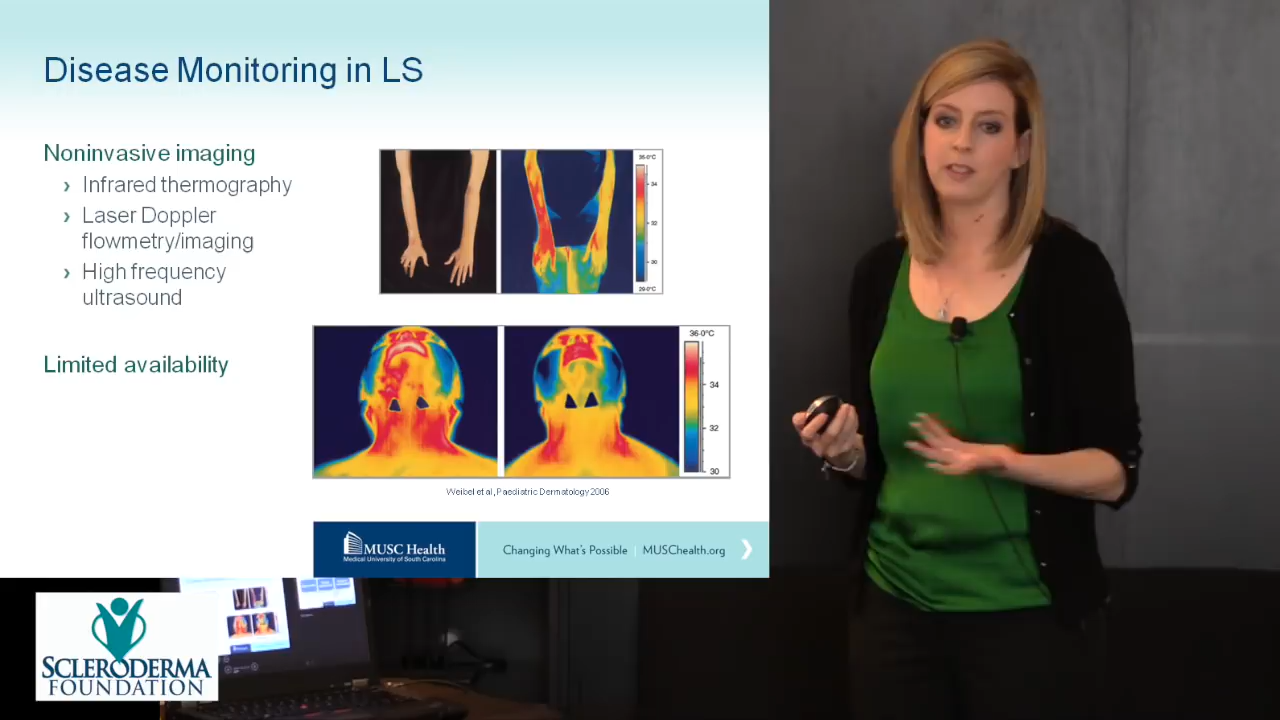 Disease Monitoring in LS
Noninvasive imaging
› Infrared thermography
› Laser Doppler
flowmetry/imaging
› High frequency
ultrasound
Limited availability
36·0°C
34
32
30
29·0°C
36·0°C
34
32
30
Weibel et al, Paediatric Dermatology 2006
MUSC Health
Medical University of South Carolina
Changing What's Possible | MUSChealth.org
SCLERODERMA
FOUNDATION